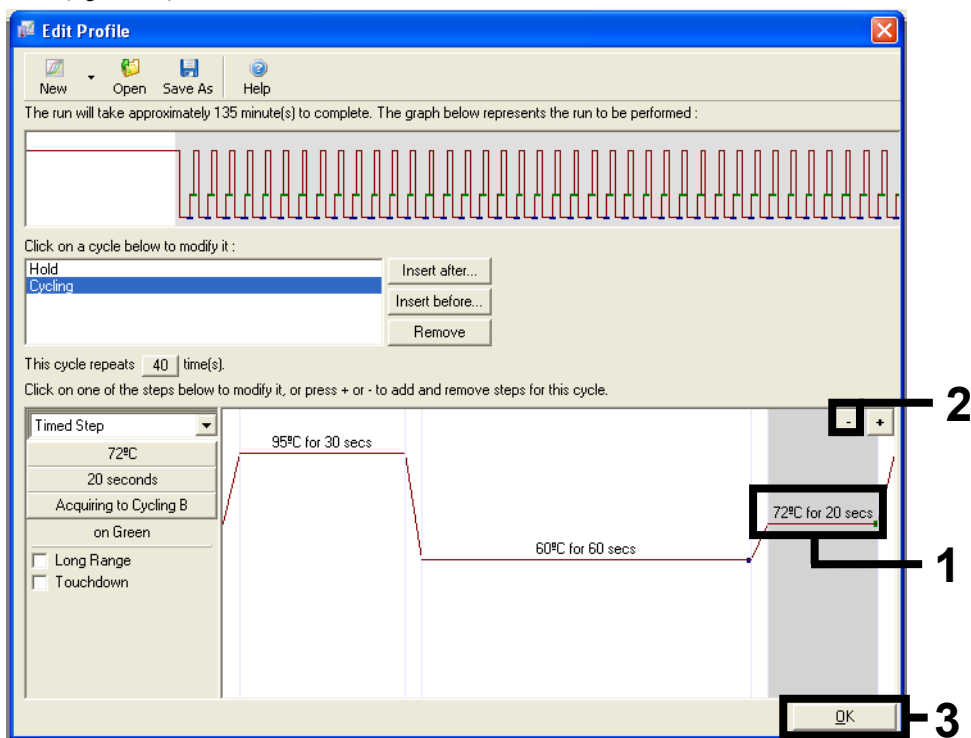 Edit Profile
New Open Save As Help
The run will take approximately 135 minute(s) to complete. The graph below represents the run to be performed :
Click on a cycle below to modify it :
Hold
Cycling
Insert after...
Insert before...
Remove
This cycle repeats 40 time(s).
Click on one of the steps below to modify it, or press + or - to add and remove steps for this cycle.
Timed Step
72ºC
20 seconds
Acquiring to Cycling B
on Green
Long Range
Touchdown
95ºC for 30 secs
60ºC for 60 secs
72ºC for 20 secs
- +
2
1
OK
3